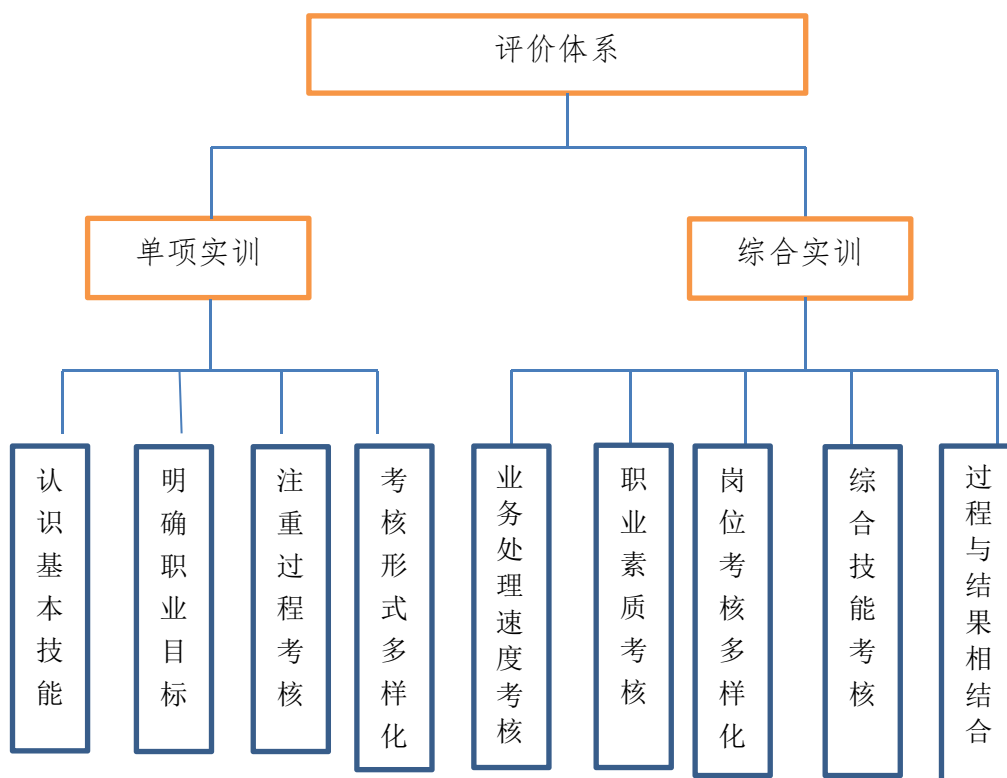 评价体系
单项实训
综合实训
认识基本技能
明确职业目标
注重过程考核
考核形式多样化
业务处理速度考核
职业素质考核
岗位考核多样化
综合技能考核
过程与结果相结合